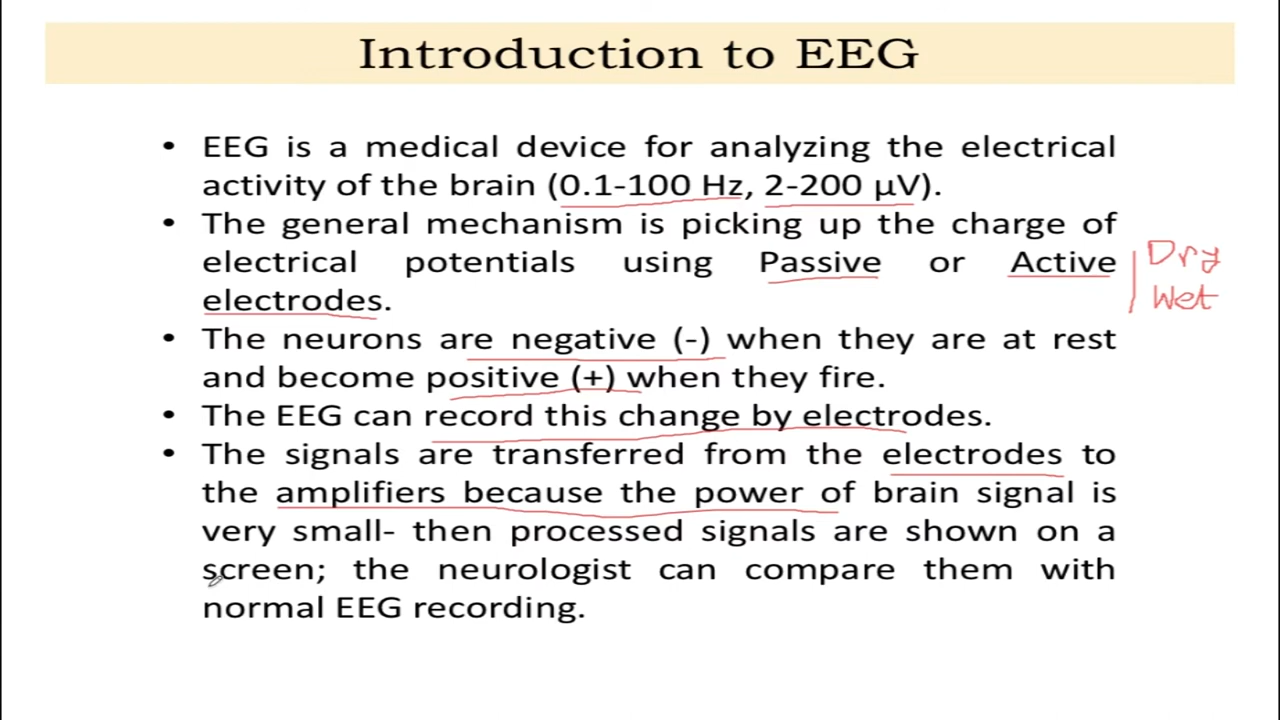 Introduction to EEG
• EEG is a medical device for analyzing the electrical
activity of the brain (0.1-100 Hz, 2-200 µV).
• The general mechanism is picking up the charge of
electrical potentials using Passive or Active
electrodes.
Dry
Wet
• The neurons are negative (-) when they are at rest
and become positive (+) when they fire.
• The EEG can record this change by electrodes.
• The signals are transferred from the electrodes to
the amplifiers because the power of brain signal is
very small- then processed signals are shown on a
screen; the neurologist can compare them with
normal EEG recording.